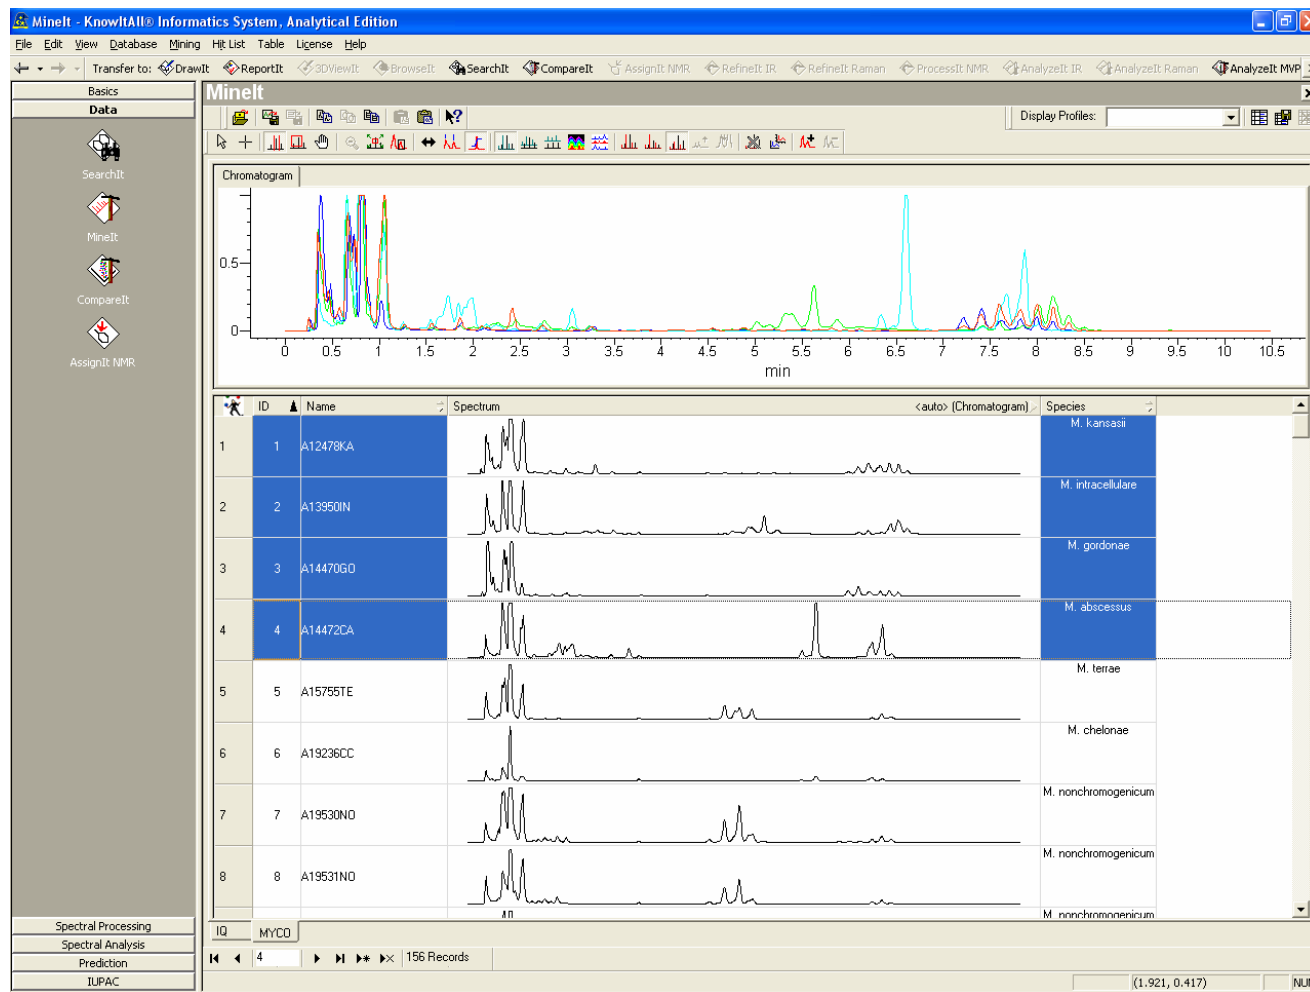 MineIt - KnowItAll® Informatics System, Analytical Edition
File Edit View Database Mining Hit List Table License Help
Transfer to: DrawIt ReportIt 3DViewIt BrowseIt SearchIt CompareIt AssignIt NMR RefineIt IR RefineIt Raman ProcessIt NMR AnalyzeIt IR AnalyzeIt Raman AnalyzeIt MVP
Basics
Data
SearchIt
MineIt
CompareIt
AssignIt NMR
Spectral Processing
Spectral Analysis
Prediction
IUPAC
MineIt
Display Profiles:
Chromatogram
0.5
0
0 0.5 1 1.5 2 2.5 3 3.5 4 4.5 5 5.5 6 6.5 7 7.5 8 8.5 9 9.5 10 10.5
min
ID Name Spectrum <auto> (Chromatogram) Species
1 1 A12478KA M. kansasii
2 2 A13950IN M. intracellulare
3 3 A14470GO M. gordonae
4 4 A14472CA M. abscessus
5 5 A15755TE M. terrae
6 6 A19236CC M. chelonae
7 7 A19530NO M. nonchromogenicum
8 8 A19531NO M. nonchromogenicum
M. nonchromogenicum
IQ MYCO
4 156 Records
(1.921, 0.417) NU